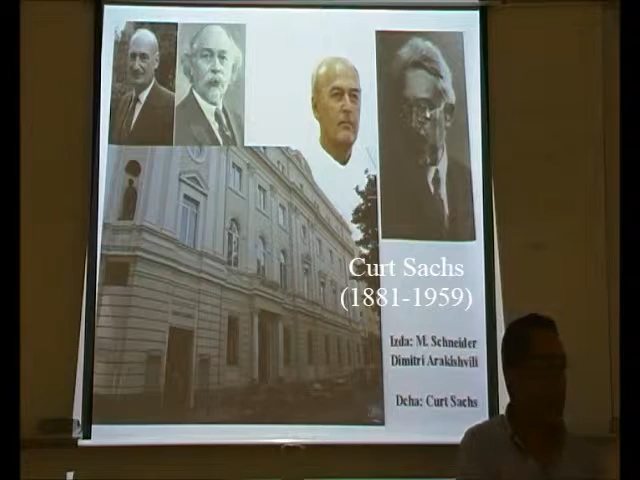 Curt Sachs
(1881-1959)
Izda: M. Schneider
Dimitri Arakishvili
Dcha: Curt Sachs